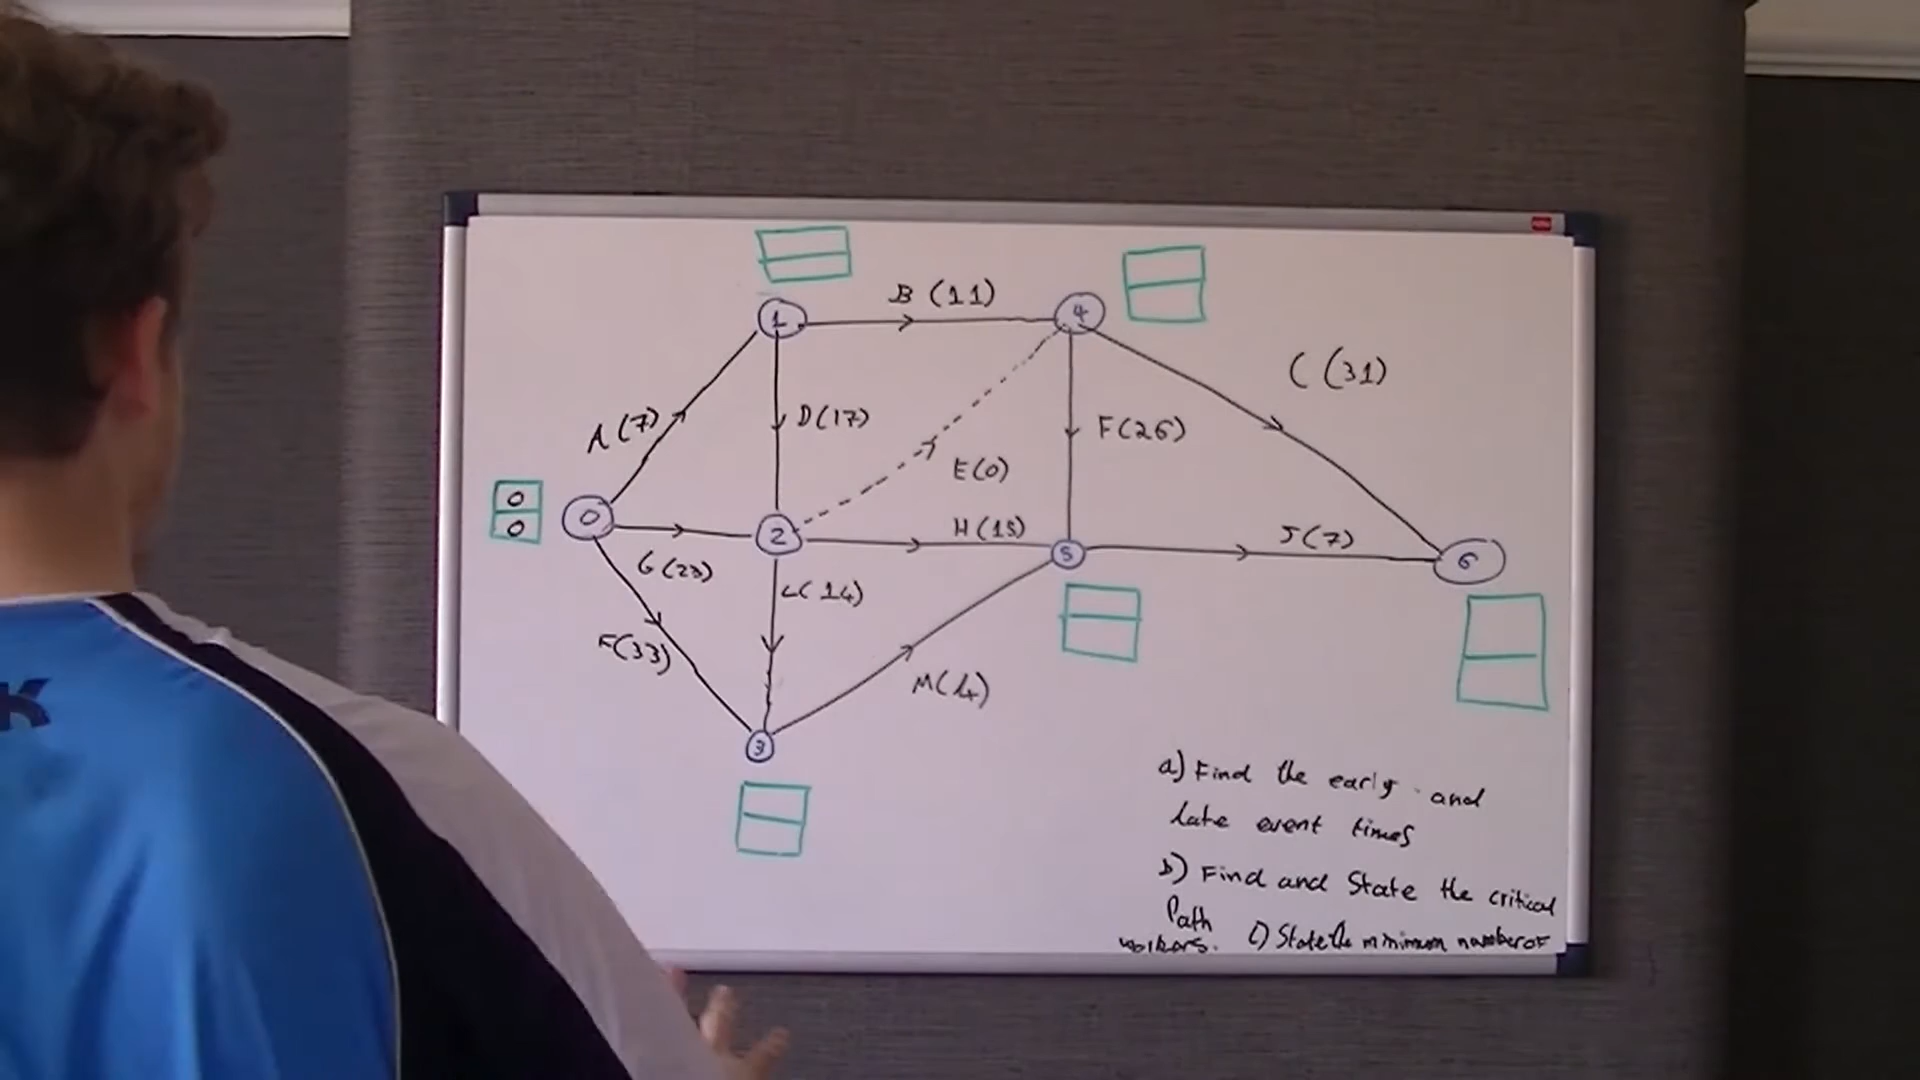 B (11)
1
4
C (31)
A(7)
D(17)
F(26)
E(0)
0
0
0
2
H(15)
5
J(7)
6
G(23)
L(14)
F(33)
M(4)
3
a) Find the early and
late event times
b) Find and State the critical
Path
workers. c) State the minimum number of
K